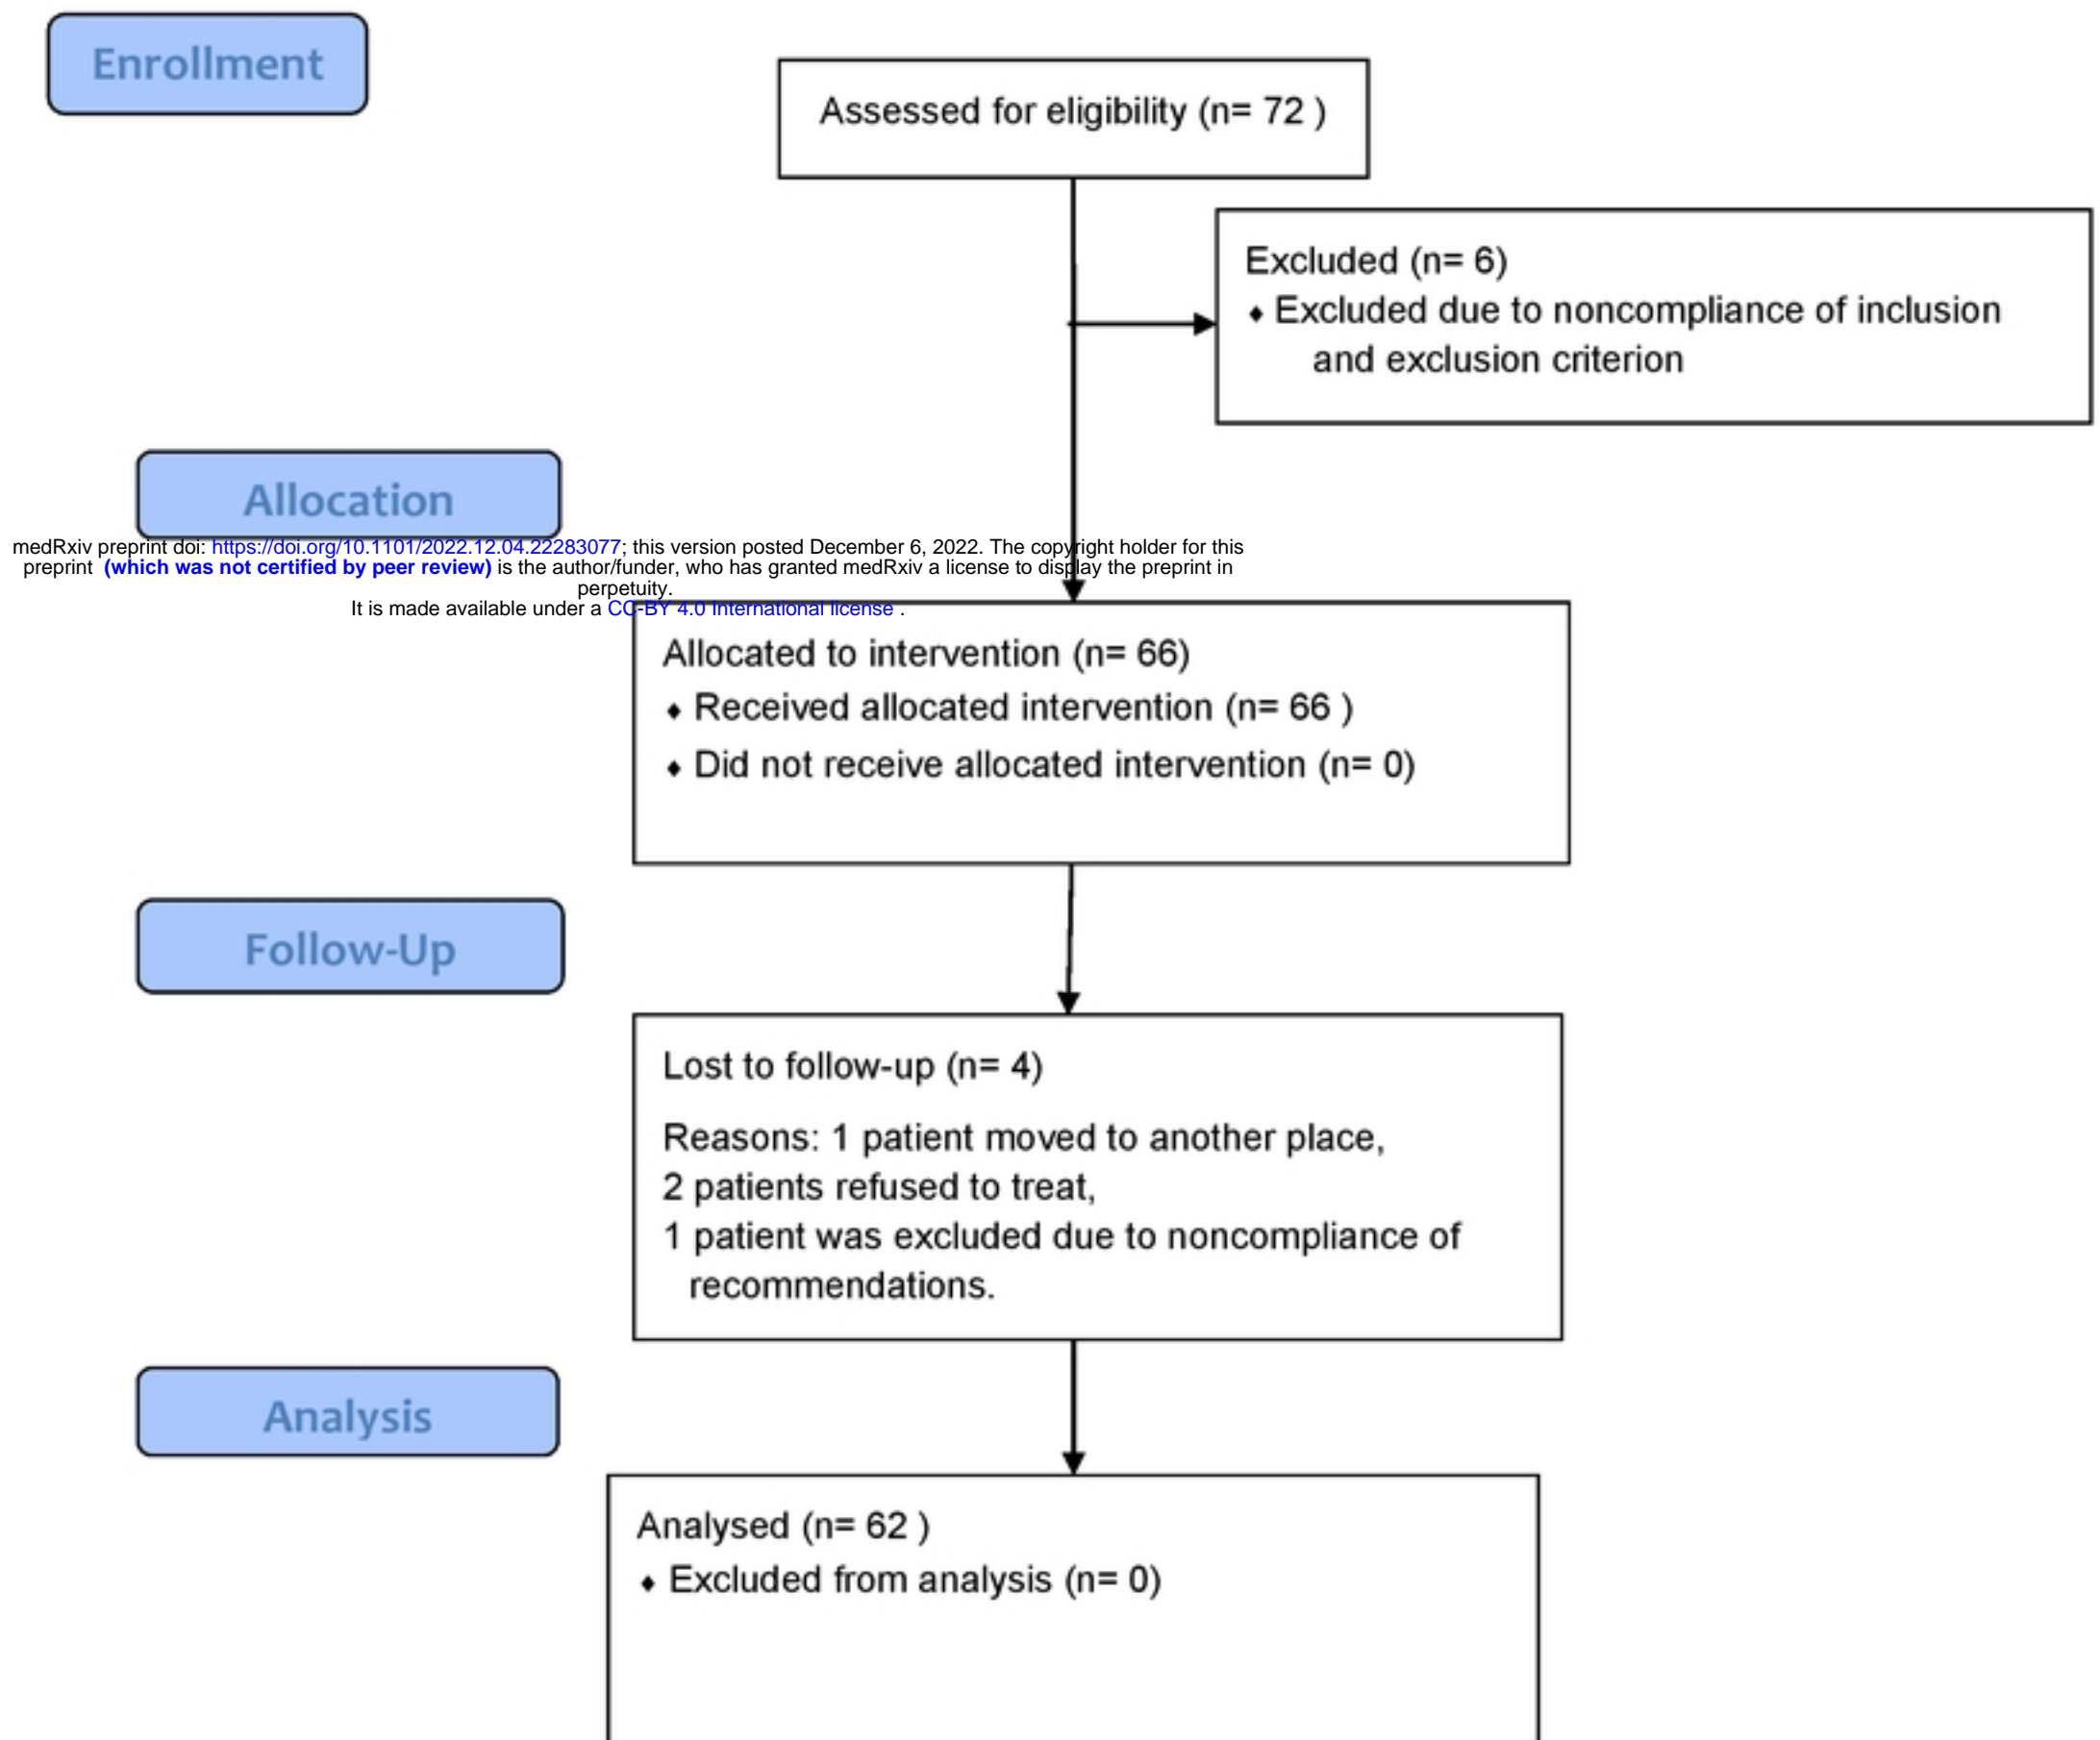 Enrollment
Assessed for eligibility (n= 72 )
Excluded (n= 6)
♦ Excluded due to noncompliance of inclusion
and exclusion criterion
Allocation
medRxiv preprint doi: https://doi.org/10.1101/2022.12.04.22283077; this version posted December 6, 2022. The copyright holder for this
preprint (which was not certified by peer review) is the author/funder, who has granted medRxiv a license to display the preprint in
perpetuity.
It is made available under a CC-BY 4.0 International license .
Allocated to intervention (n= 66)
♦ Received allocated intervention (n= 66 )
♦ Did not receive allocated intervention (n= 0)
Follow-Up
Lost to follow-up (n= 4)
Reasons: 1 patient moved to another place,
2 patients refused to treat,
1 patient was excluded due to noncompliance of
recommendations.
Analysis
Analysed (n= 62 )
♦ Excluded from analysis (n= 0)